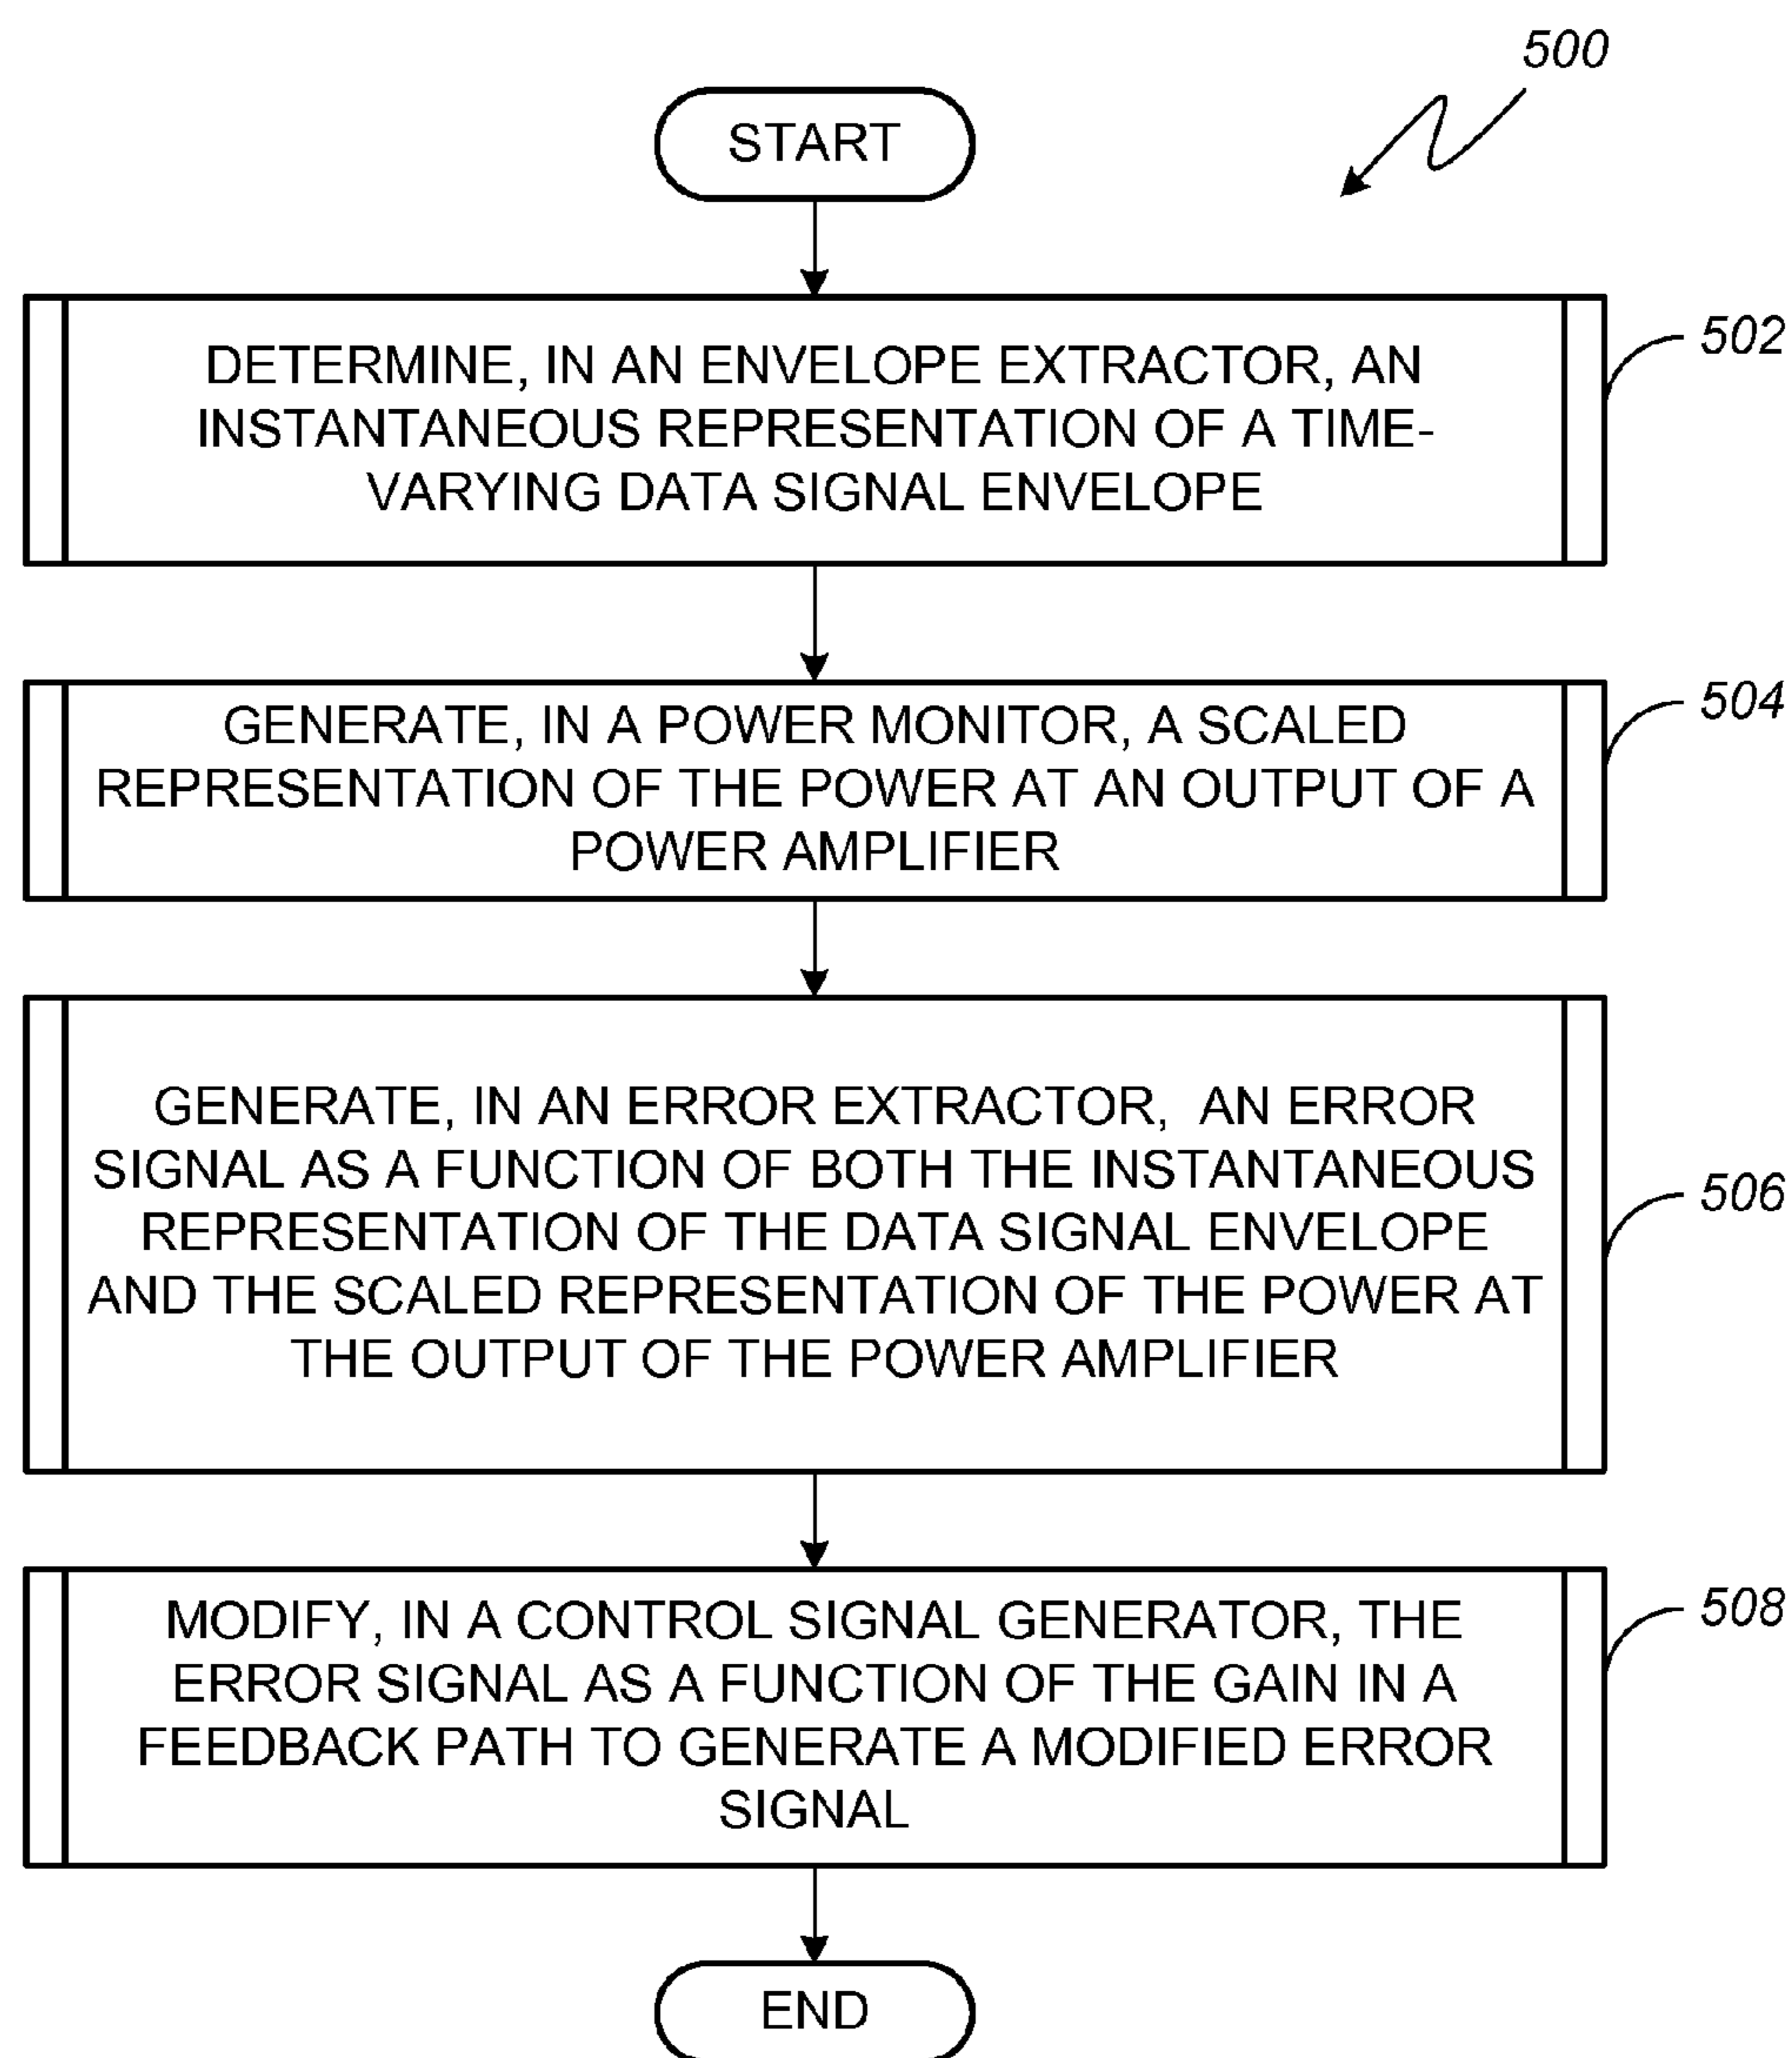 500
START
DETERMINE, IN AN ENVELOPE EXTRACTOR, AN
INSTANTANEOUS REPRESENTATION OF A TIME-
VARYING DATA SIGNAL ENVELOPE
502
GENERATE, IN A POWER MONITOR, A SCALED
REPRESENTATION OF THE POWER AT AN OUTPUT OF A
POWER AMPLIFIER
504
GENERATE, IN AN ERROR EXTRACTOR, AN ERROR
SIGNAL AS A FUNCTION OF BOTH THE INSTANTANEOUS
REPRESENTATION OF THE DATA SIGNAL ENVELOPE
AND THE SCALED REPRESENTATION OF THE POWER AT
THE OUTPUT OF THE POWER AMPLIFIER
506
MODIFY, IN A CONTROL SIGNAL GENERATOR, THE
ERROR SIGNAL AS A FUNCTION OF THE GAIN IN A
FEEDBACK PATH TO GENERATE A MODIFIED ERROR
SIGNAL
508
END